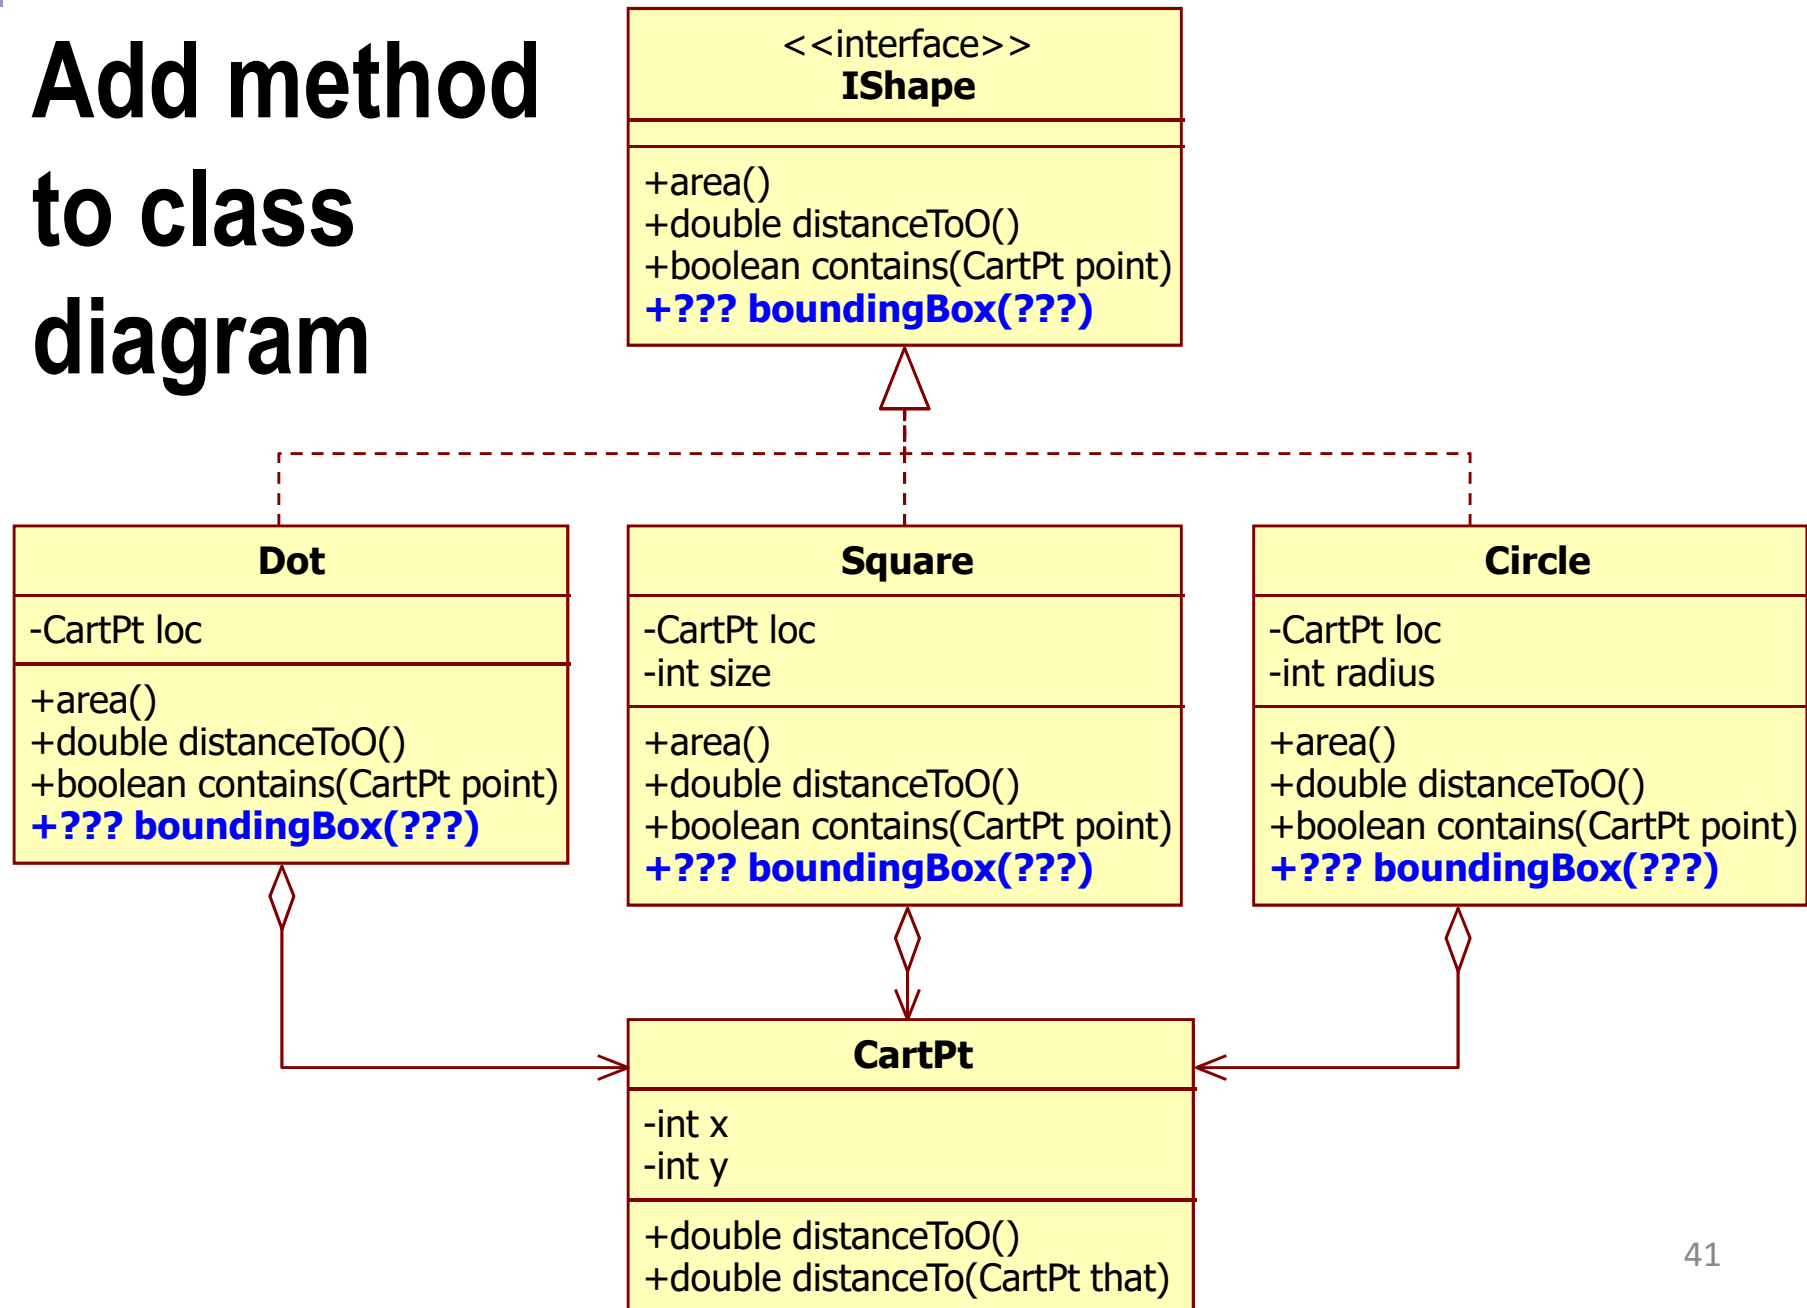 Add method
to class
diagram
<<interface>>
IShape
+area()
+double distanceToO()
+boolean contains(CartPt point)
+??? boundingBox(???)
Dot
-CartPt loc
+area()
+double distanceToO()
+boolean contains(CartPt point)
+??? boundingBox(???)
Square
-CartPt loc
-int size
+area()
+double distanceToO()
+boolean contains(CartPt point)
+??? boundingBox(???)
Circle
-CartPt loc
-int radius
+area()
+double distanceToO()
+boolean contains(CartPt point)
+??? boundingBox(???)
CartPt
-int x
-int y
+double distanceToO()
+double distanceTo(CartPt that)
41